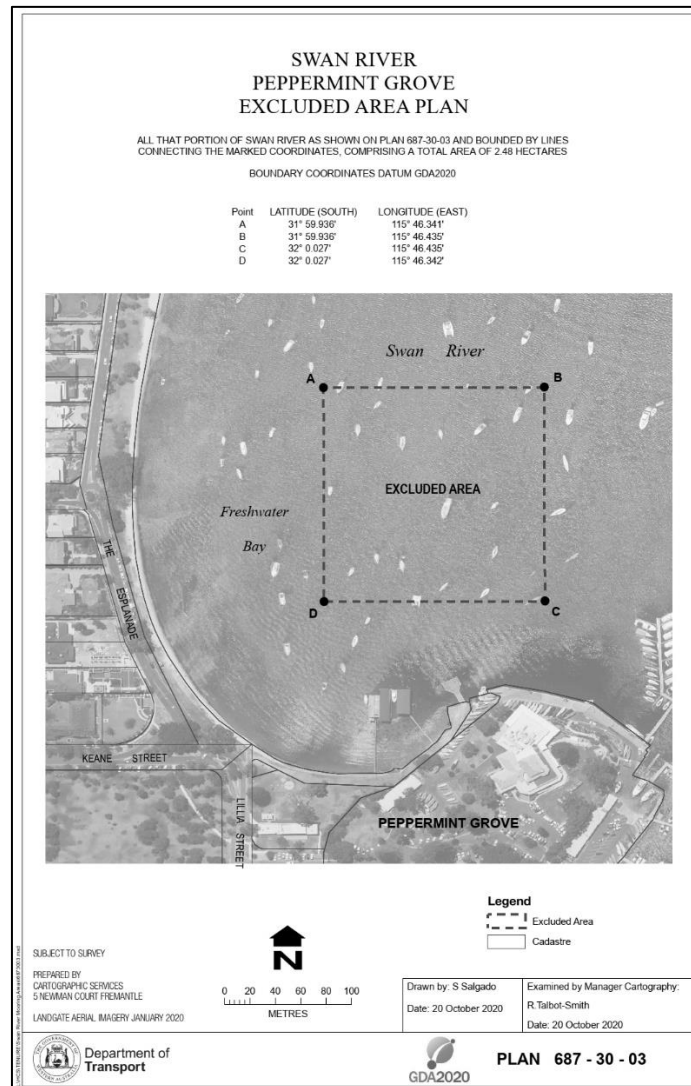 SWAN RIVER
PEPPERMINT GROVE
EXCLUDED AREA PLAN
ALL THAT PORTION OF SWAN RIVER AS SHOWN ON PLAN 687-30-03 AND BOUNDED BY LINES
CONNECTING THE MARKED COORDINATES, COMPRISING A TOTAL AREA OF 2.48 HECTARES
BOUNDARY COORDINATES DATUM GDA2020
Point LATITUDE (SOUTH) LONGITUDE (EAST)
A 31° 59.936' 115° 46.341'
B 31° 59.936' 115° 46.435'
C 32° 0.027' 115° 46.435'
D 32° 0.027' 115° 46.342'
Swan River
A
B
EXCLUDED AREA
Freshwater
Bay
THE ESPLANADE
D
C
KEANE STREET
LILLIA STREET
PEPPERMINT GROVE
Legend
Excluded Area
Cadastre
SUBJECT TO SURVEY
PREPARED BY
CARTOGRAPHIC SERVICES
5 NEWMAN COURT FREMANTLE
LANDGATE AERIAL IMAGERY JANUARY 2020
N
0 20 40 60 80 100
METRES
Drawn by: S Salgado
Date: 20 October 2020
Examined by Manager Cartography:
R.Talbot-Smith
Date: 20 October 2020
Department of
Transport
GDA2020
PLAN 687 - 30 - 03